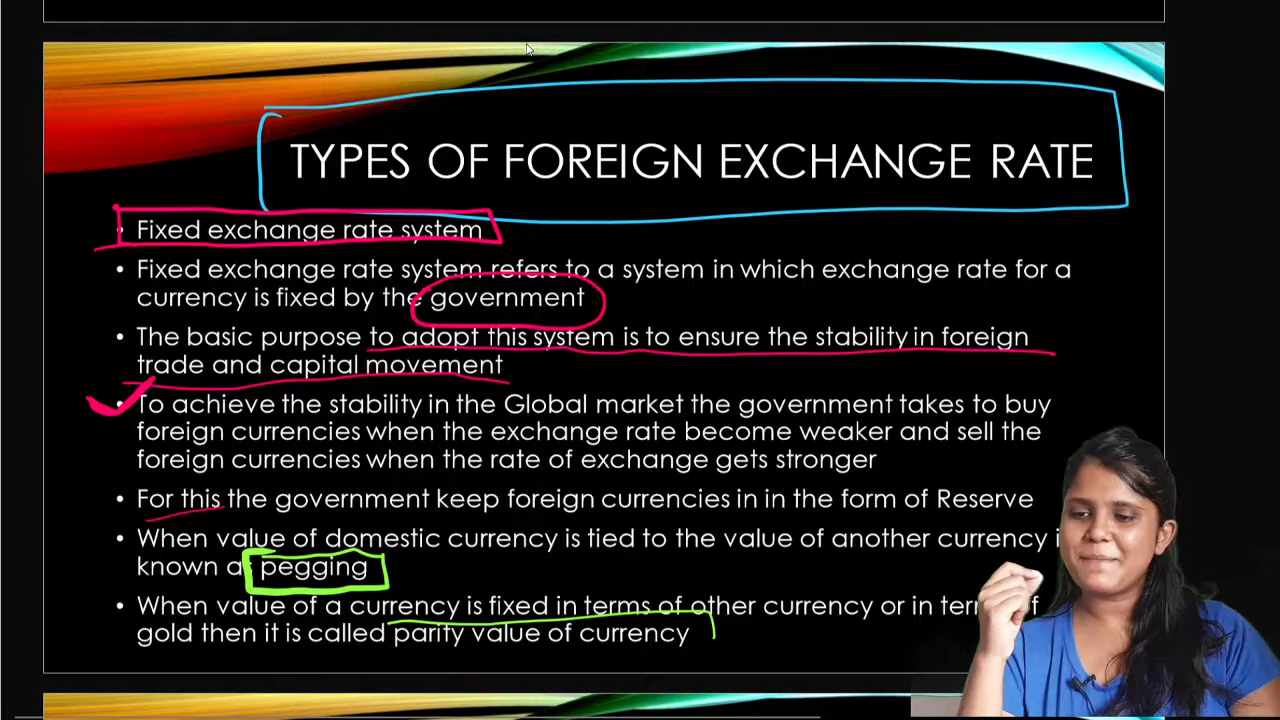 TYPES OF FOREIGN EXCHANGE RATE
• Fixed exchange rate system
• Fixed exchange rate system refers to a system in which exchange rate for a
currency is fixed by the government
• The basic purpose to adopt this system is to ensure the stability in foreign
trade and capital movement
• To achieve the stability in the Global market the government takes to buy
foreign currencies when the exchange rate become weaker and sell the
foreign currencies when the rate of exchange gets stronger
• For this the government keep foreign currencies in in the form of Reserve
• When value of domestic currency is tied to the value of another currency
known pegging
• When value of a currency is fixed in terms of other currency or in
gold then it is called parity value of currency